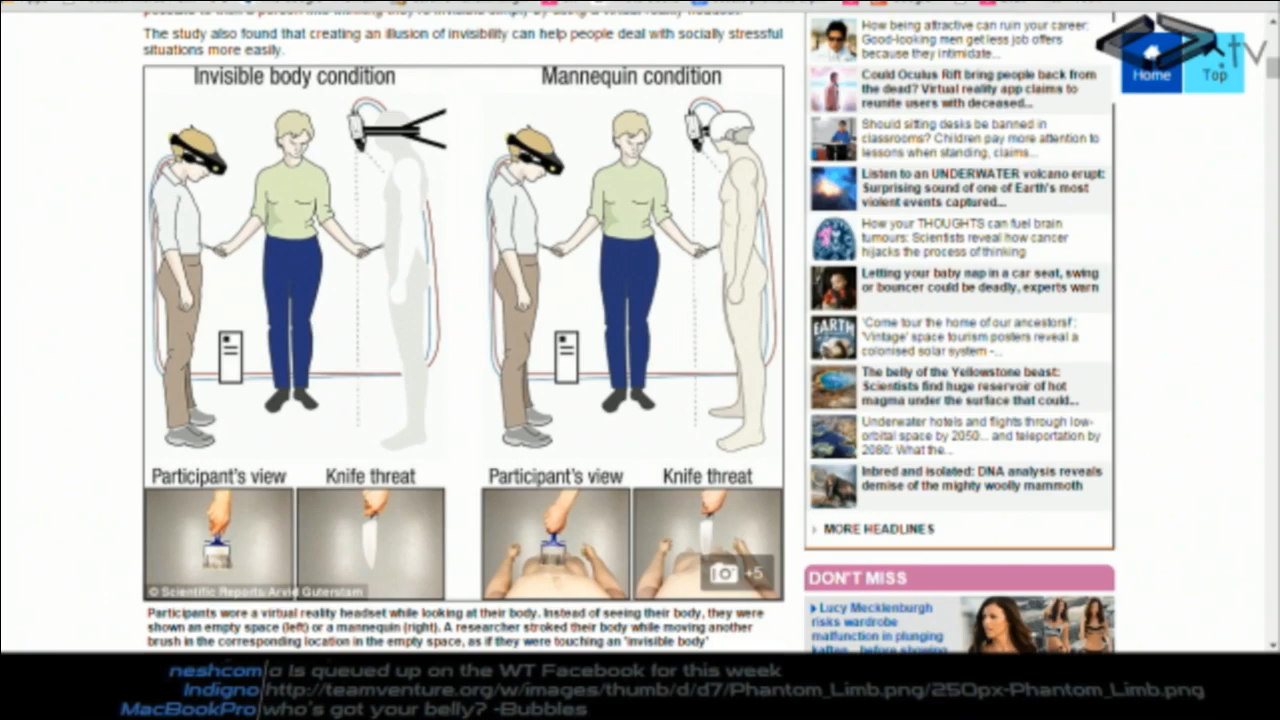 The study also found that creating an illusion of invisibility can help people deal with socially stressful
situations more easily.
Invisible body condition
Mannequin condition
Participant's view
Knife threat
Participant's view
Knife threat
© Scientific Reports Arvid Guterstam
+5
Participants wore a virtual reality headset while looking at their body. Instead of seeing their body, they were
shown an empty space (left) or a mannequin (right). A researcher stroked their body while moving another
brush in the corresponding location in the empty space, as if they were touching an 'invisible body'
How being attractive can ruin your career:
Good-looking men get less job offers
because they intimidate...
Could Oculus Rift bring people back from
the dead? Virtual reality app claims to
reunite users with deceased...
Should sitting desks be banned in
classrooms? Children pay more attention to
lessons when standing, claims...
Listen to an UNDERWATER volcano erupt:
Surprising sound of one of Earth's most
violent events captured...
How your THOUGHTS can fuel brain
tumours: Scientists reveal how cancer
hijacks the process of thinking
Letting your baby nap in a car seat, swing
or bouncer could be deadly, experts warn
EARTH
'Come tour the home of our ancestors!':
'Vintage' space tourism posters reveal a
colonised solar system -...
The belly of the Yellowstone beast:
Scientists find huge reservoir of hot
magma under the surface that could...
Underwater hotels and flights through low-
orbital space by 2050... and teleportation by
2080: What the...
Inbred and isolated: DNA analysis reveals
demise of the mighty woolly mammoth
MORE HEADLINES
DON'T MISS
Lucy Mecklenburgh
risks wardrobe
malfunction in plunging
Home
Top
.tv
neshcom o Is queued up on the WT Facebook for this week
Indigno http://teamventure.org/w/images/thumb/d/d7/Phantom_Limb.png/250px-Phantom_Limb.png
MacBookPro who's got your belly? -Bubbles